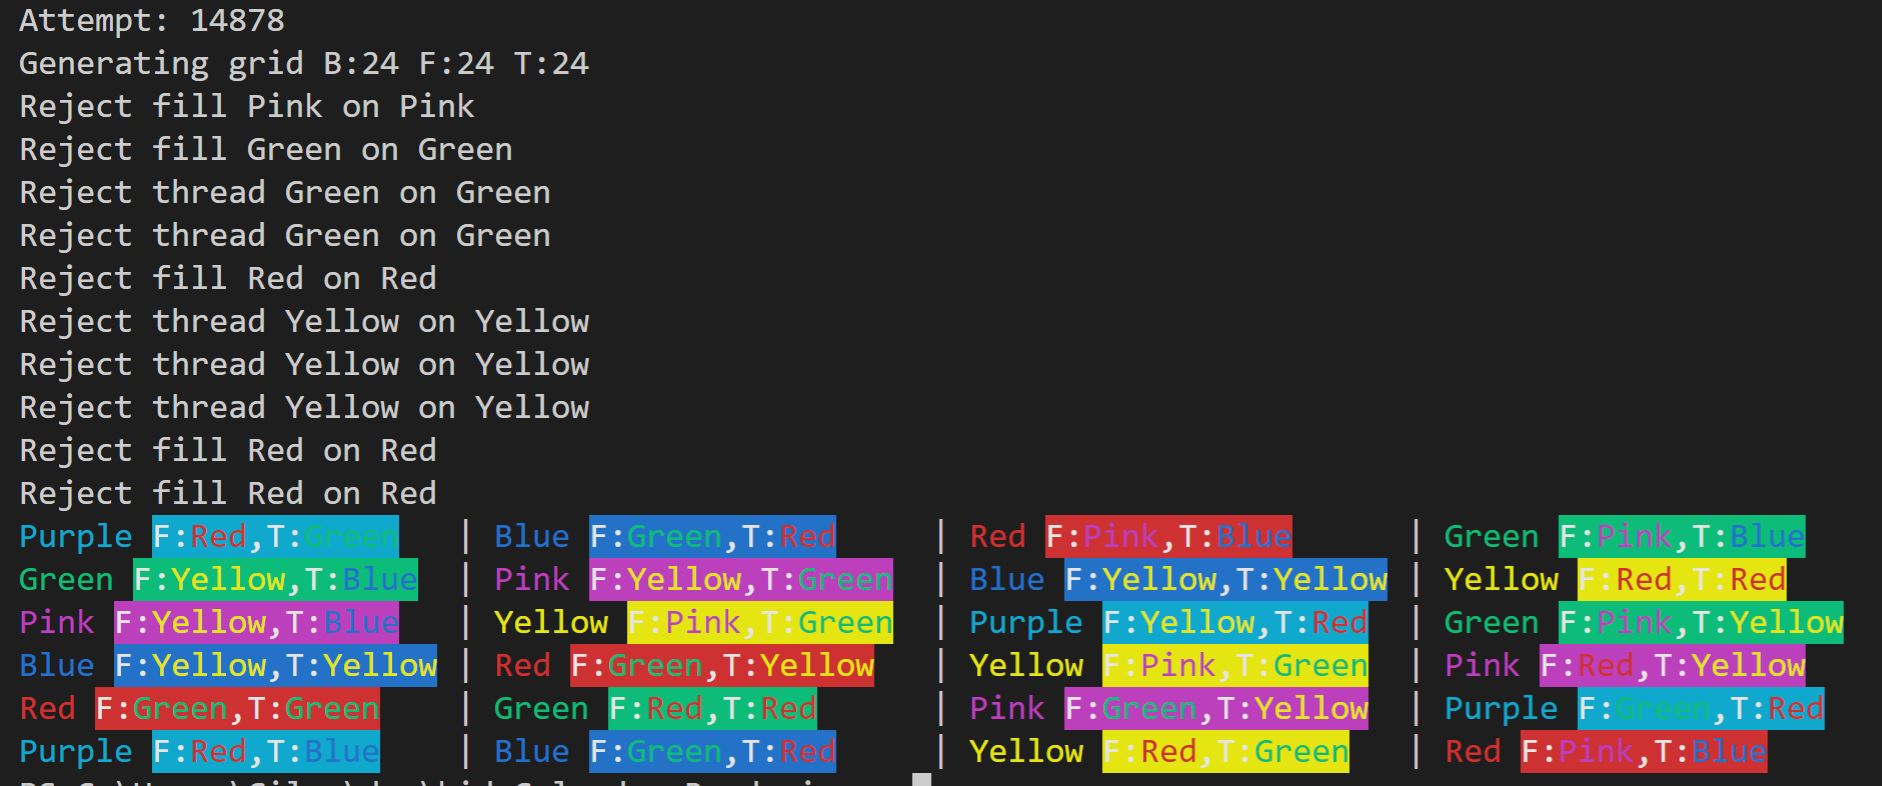 Attempt: 14878
Generating grid B:24 F:24 T:24
Reject fill Pink on Pink
Reject fill Green on Green
Reject thread Green on Green
Reject thread Green on Green
Reject fill Red on Red
Reject thread Yellow on Yellow
Reject thread Yellow on Yellow
Reject thread Yellow on Yellow
Reject fill Red on Red
Reject fill Red on Red
Purple F:Red,T:Green | Blue F:Green,T:Red | Red F:Pink,T:Blue | Green F:Pink,T:Blue
Green F:Yellow,T:Blue | Pink F:Yellow,T:Green | Blue F:Yellow,T:Yellow | Yellow F:Red,T:Red
Pink F:Yellow,T:Blue | Yellow F:Pink,T:Green | Purple F:Yellow,T:Red | Green F:Pink,T:Yellow
Blue F:Yellow,T:Yellow | Red F:Green,T:Yellow | Yellow F:Pink,T:Green | Pink F:Red,T:Yellow
Red F:Green,T:Green | Green F:Red,T:Red | Pink F:Green,T:Yellow | Purple F:Green,T:Red
Purple F:Red,T:Blue | Blue F:Green,T:Red | Yellow F:Red,T:Green | Red F:Pink,T:Blue